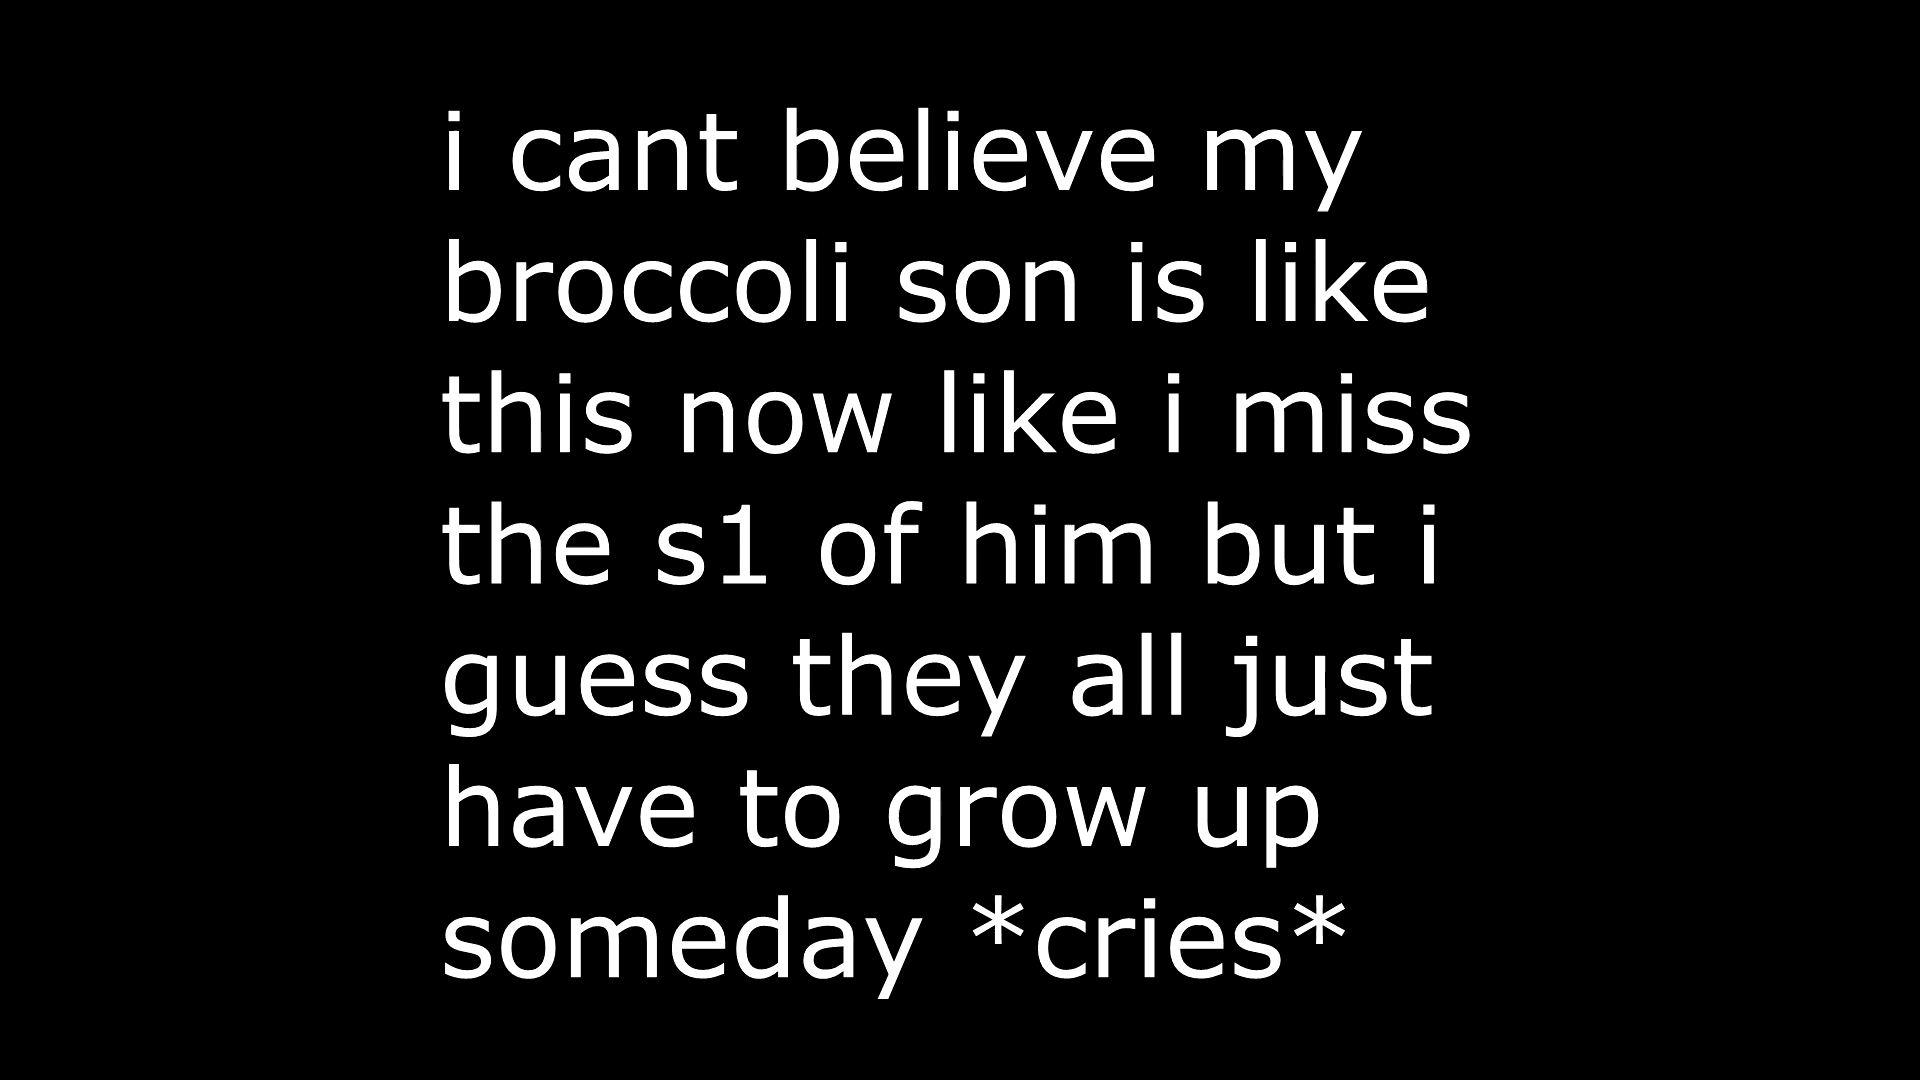 i cant believe my
broccoli son is like
this now like i miss
the s1 of him but i
guess they all just
have to grow up
someday *cries*